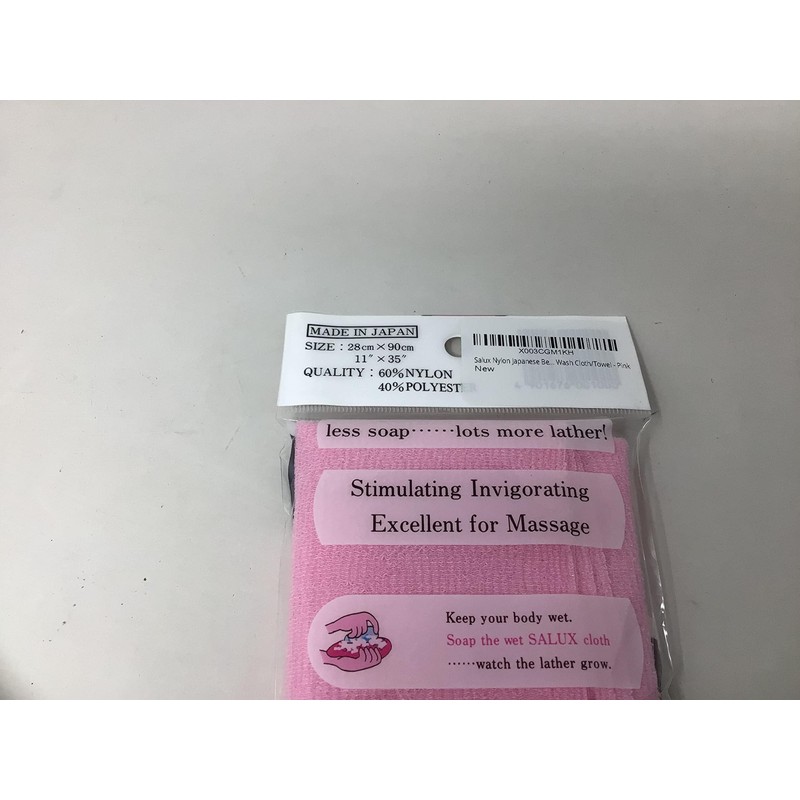 MADE IN JAPAN
SIZE : 28cm × 90cm
11" × 35"
QUALITY : 60%NYLON
40%POLYEST
X003CGM1KH
Salux Nylon Japanese Be... Wash Cloth/Towel - Pink
New
less soap······lots more lather!
Stimulating Invigorating
Excellent for Massage
Keep your body wet.
Soap the wet SALUX cloth
······watch the lather grow.